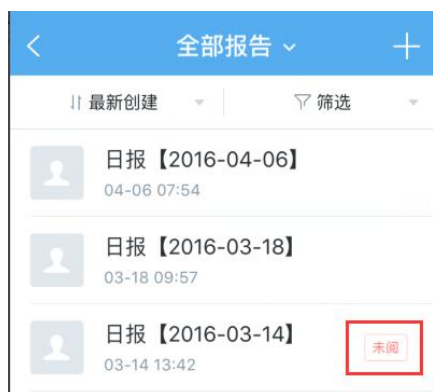 全部报告
最新创建 筛选
日报【2016-04-06】
04-06 07:54
日报【2016-03-18】
03-18 09:57
日报【2016-03-14】
未阅
03-14 13:42